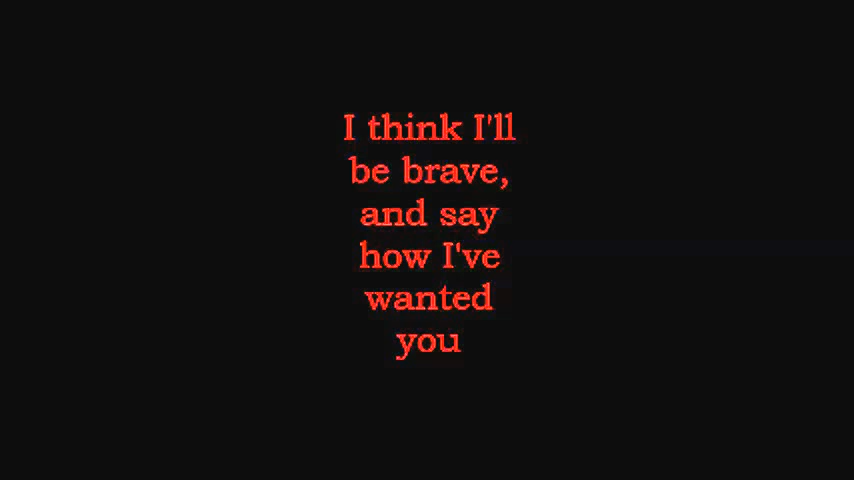 I think I'll
be brave,
and say
how I've
wanted
you